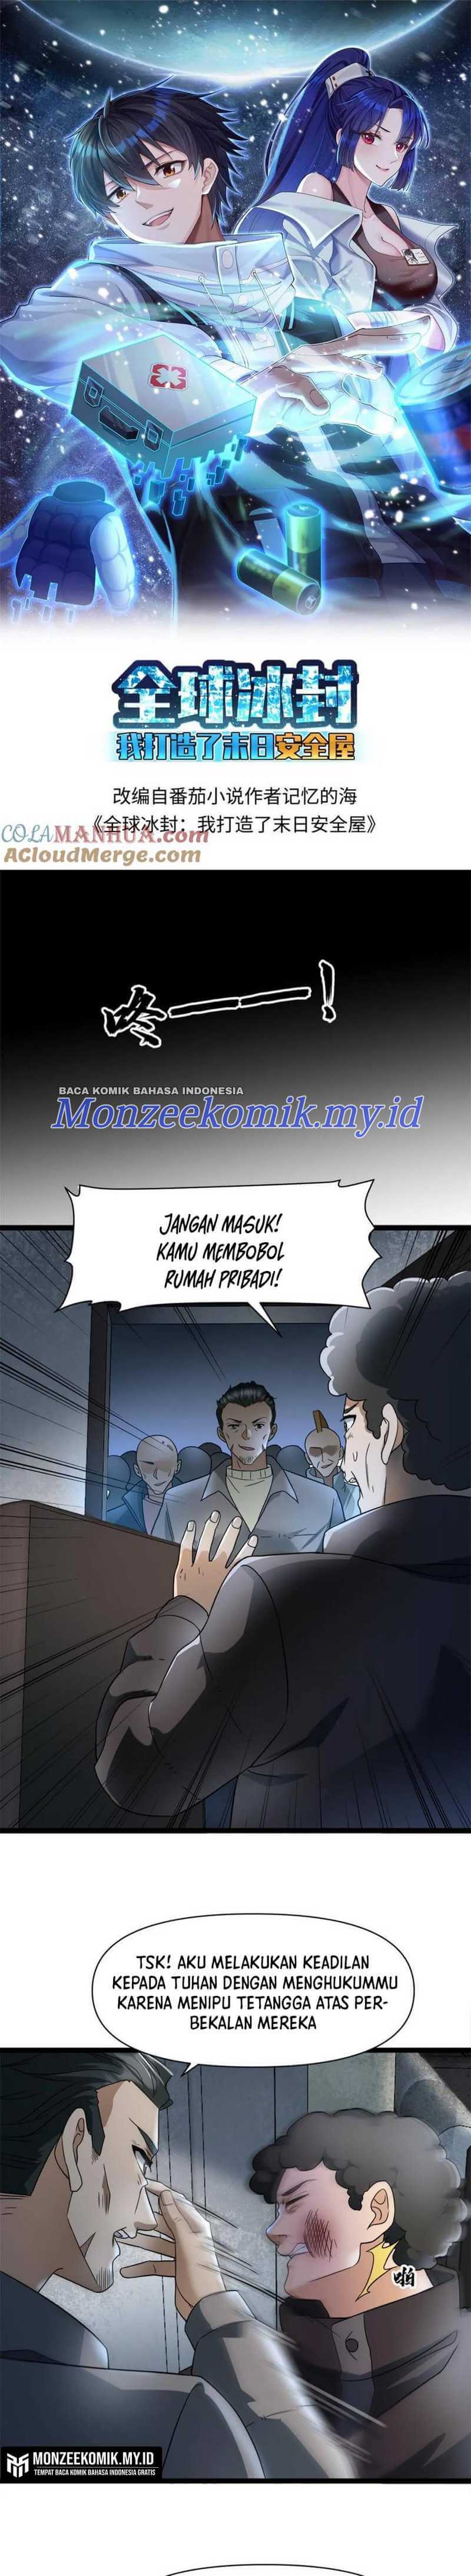 全球冰封
我打造了末日安全屋
改编自番茄小说作者记忆的海
《全球冰封：我打造了末日安全屋》
COLAMANHUA.com
ACloudMerge.com
咚——！
BACA KOMIK BAHASA INDONESIA
Monzeekomik.my.id
JANGAN MASUK!
KAMU MEMBOBOL
RUMAH PRIBADI!
TSK! AKU MELAKUKAN KEADILAN
KEPADA TUHAN DENGAN MENGHUKUMMU
KARENA MENIPU TETANGGA ATAS PER-
BEKALAN MEREKA
啪
MONZEEKOMIK.MY.ID
TEMPAT BACA KOMIK BAHASA INDONESIA GRATIS